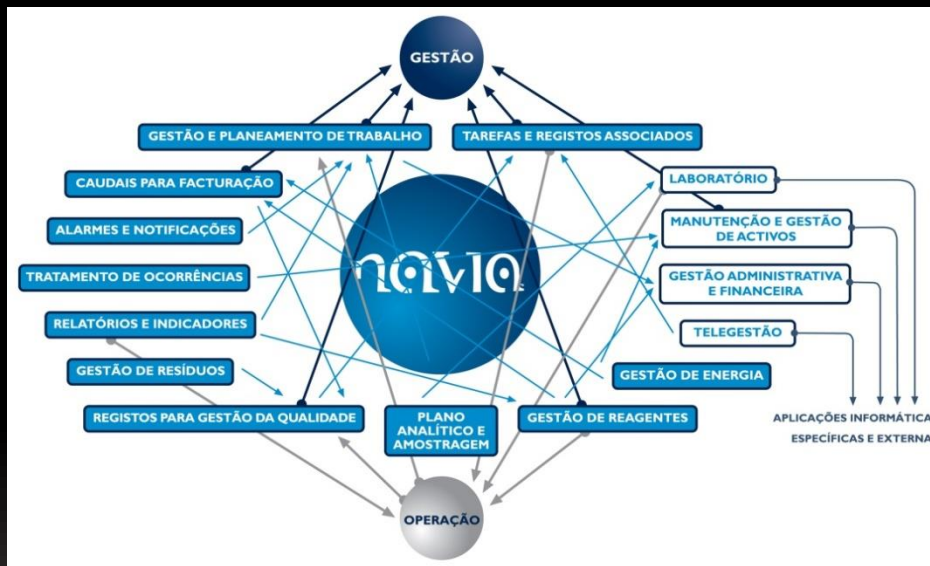 GESTÃO
GESTÃO E PLANEAMENTO DE TRABALHO
TAREFAS E REGISTOS ASSOCIADOS
CAUDAIS PARA FACTURAÇÃO
LABORATÓRIO
ALARMES E NOTIFICAÇÕES
MANUTENÇÃO E GESTÃO
DE ACTIVOS
navia
TRATAMENTO DE OCORRÊNCIAS
GESTÃO ADMINISTRATIVA
E FINANCEIRA
RELATÓRIOS E INDICADORES
TELEGESTÃO
GESTÃO DE RESÍDUOS
GESTÃO DE ENERGIA
REGISTOS PARA GESTÃO DA QUALIDADE
PLANO
ANALÍTICO E
AMOSTRAGEM
GESTÃO DE REAGENTES
APLICAÇÕES INFORMÁTICA
ESPECÍFICAS E EXTERNA
OPERAÇÃO